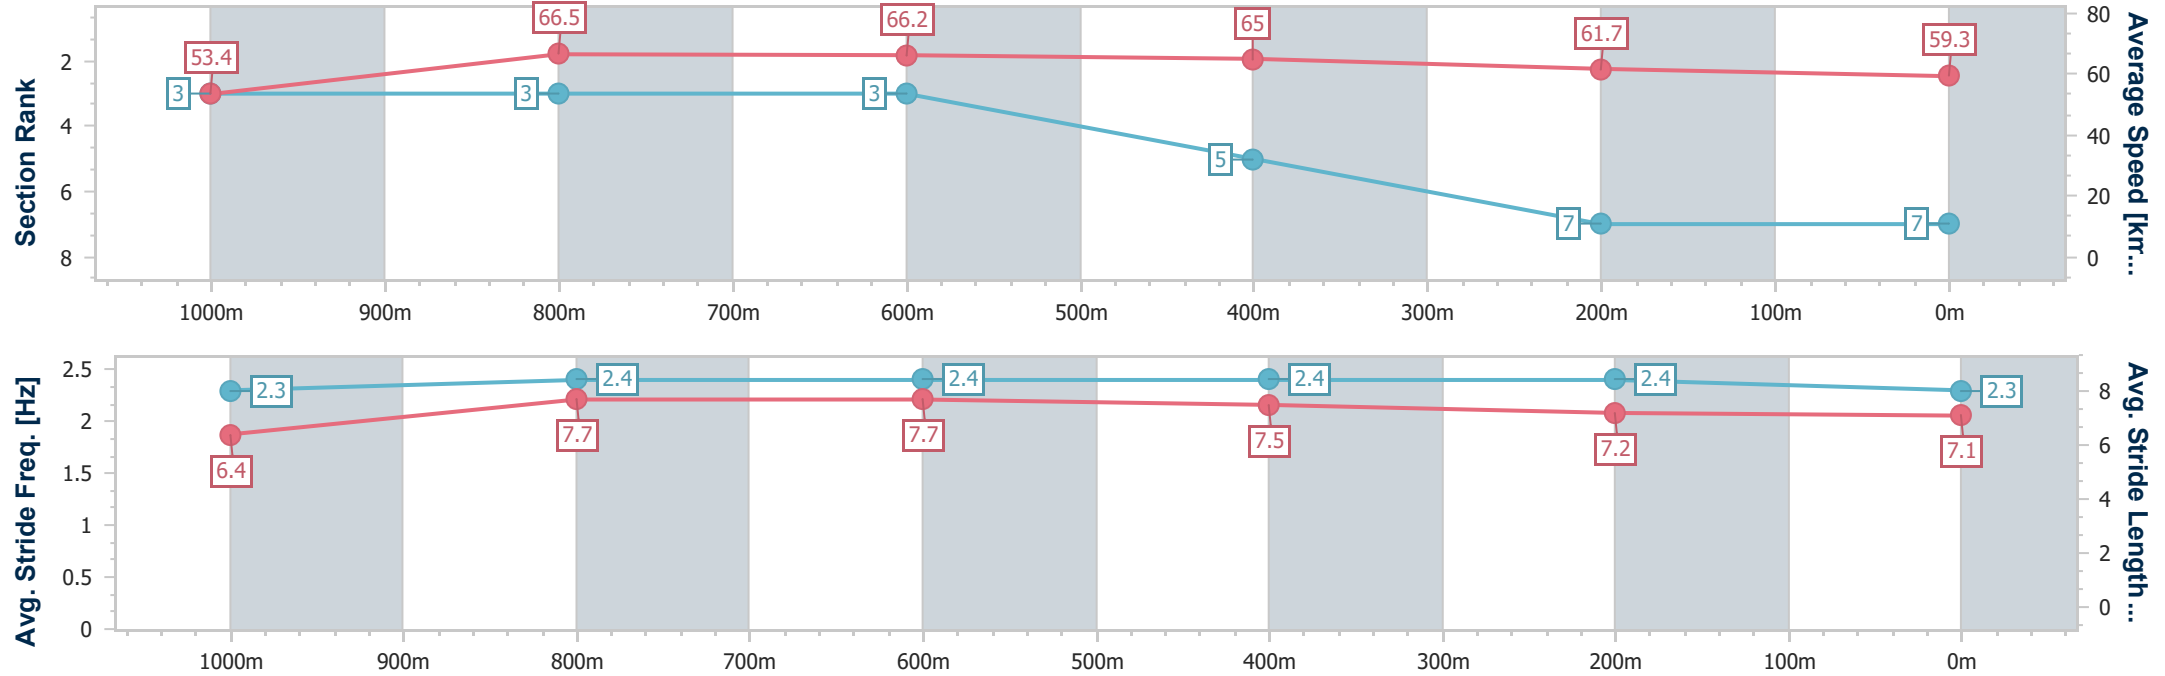 Section Rank
2
4
6
8
53.4
66.5
66.2
65
61.7
59.3
3
3
3
5
7
7
80
60
40
20
0
Average Speed [km...
1000m
900m
800m
700m
600m
500m
400m
300m
200m
100m
0m
Avg. Stride Freq. [Hz]
2.5
2
1.5
1
0.5
0
2.3
2.4
2.4
2.4
2.4
2.3
6.4
7.7
7.7
7.5
7.2
7.1
8
6
4
2
0
Avg. Stride Length ...
1000m
900m
800m
700m
600m
500m
400m
300m
200m
100m
0m